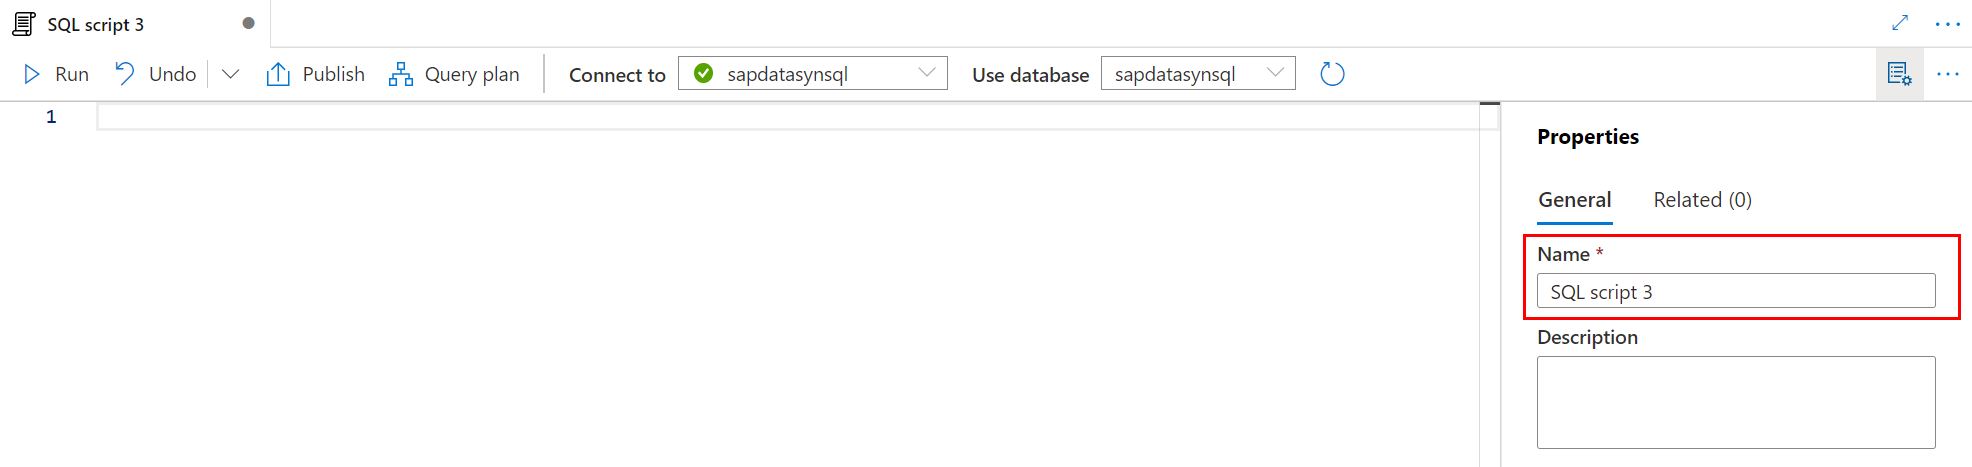 SQL script 3
Run Undo Publish Query plan Connect to sapdatasynsql Use database sapdatasynsql
1
Properties
General Related (0)
Name *
SQL script 3
Description